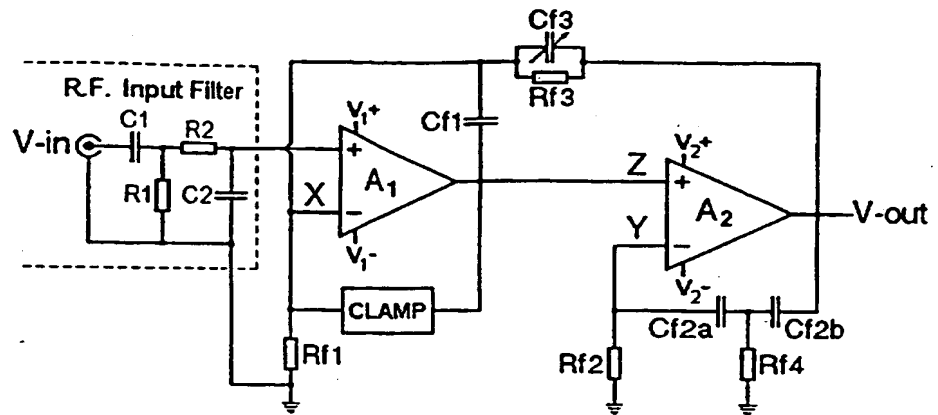 Cf3
Rf3
R.F. Input Filter
C1
R2
V-in
R1
C2
X
V₁+
+
A₁
−
V₁-
Cf1
CLAMP
Rf1
Z
Y
V₂+
+
A₂
−
V₂-
V-out
Cf2a
Cf2b
Rf2
Rf4